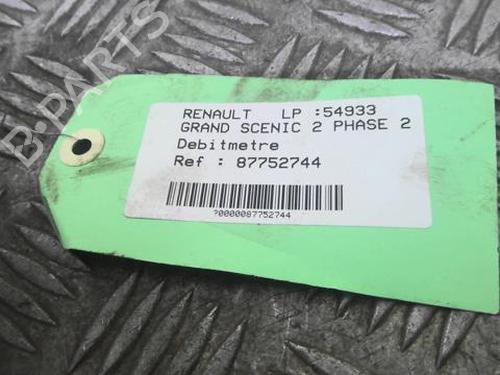 B-PARTS
RENAULT LP :54933
GRAND SCENIC 2 PHASE 2
Debitmetre
Ref : 87752744
?0000087752744